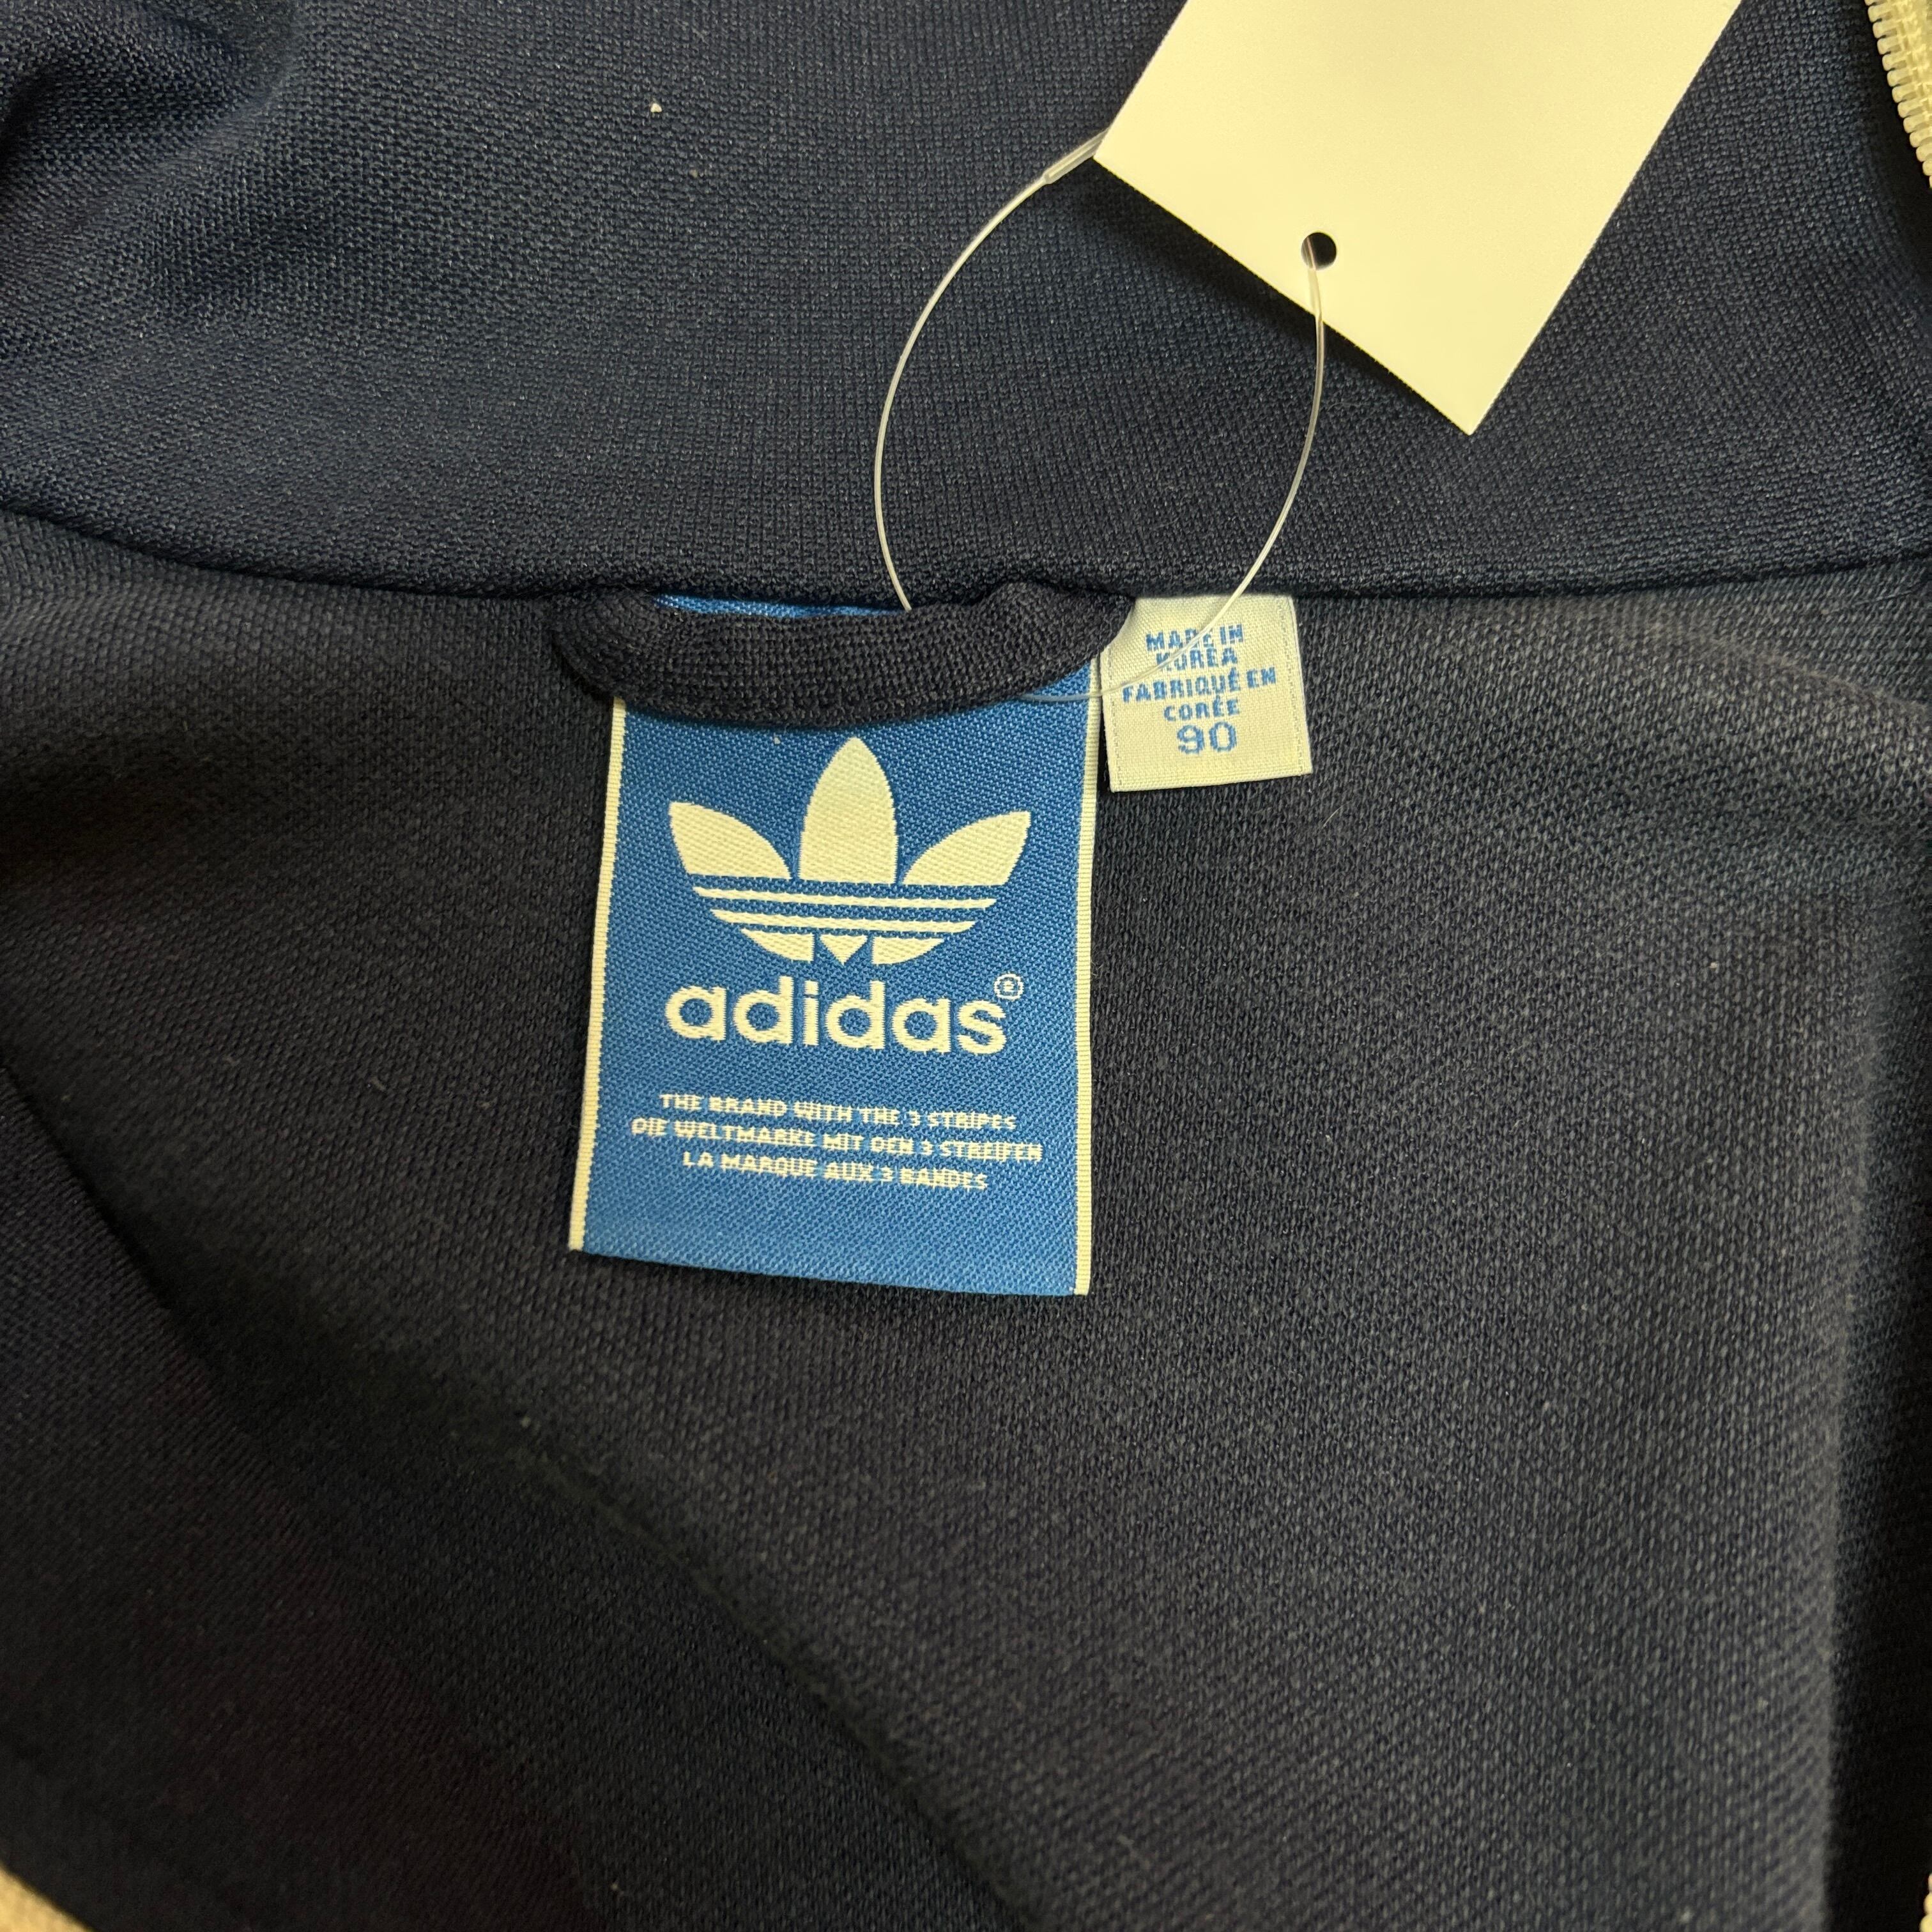 MADE IN
KOREA
FABRIQUÉ EN
CORÉE
90
adidas®
THE BRAND WITH THE 3 STRIPES
DIE WELTMARKE MIT DEN 3 STREIFEN
LA MARQUE AUX 3 BANDES